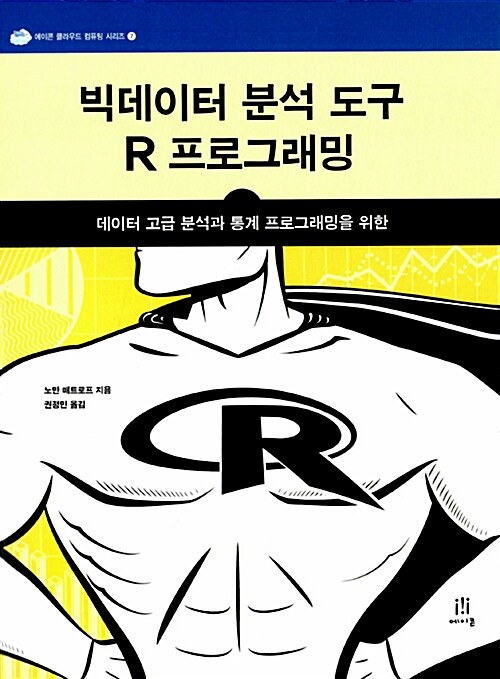 에이콘 클라우드 컴퓨팅 시리즈 7
빅데이터 분석 도구
R 프로그래밍
데이터 고급 분석과 통계 프로그래밍을 위한
노만 매트로프 지음
권정민 옮김
R
에이콘